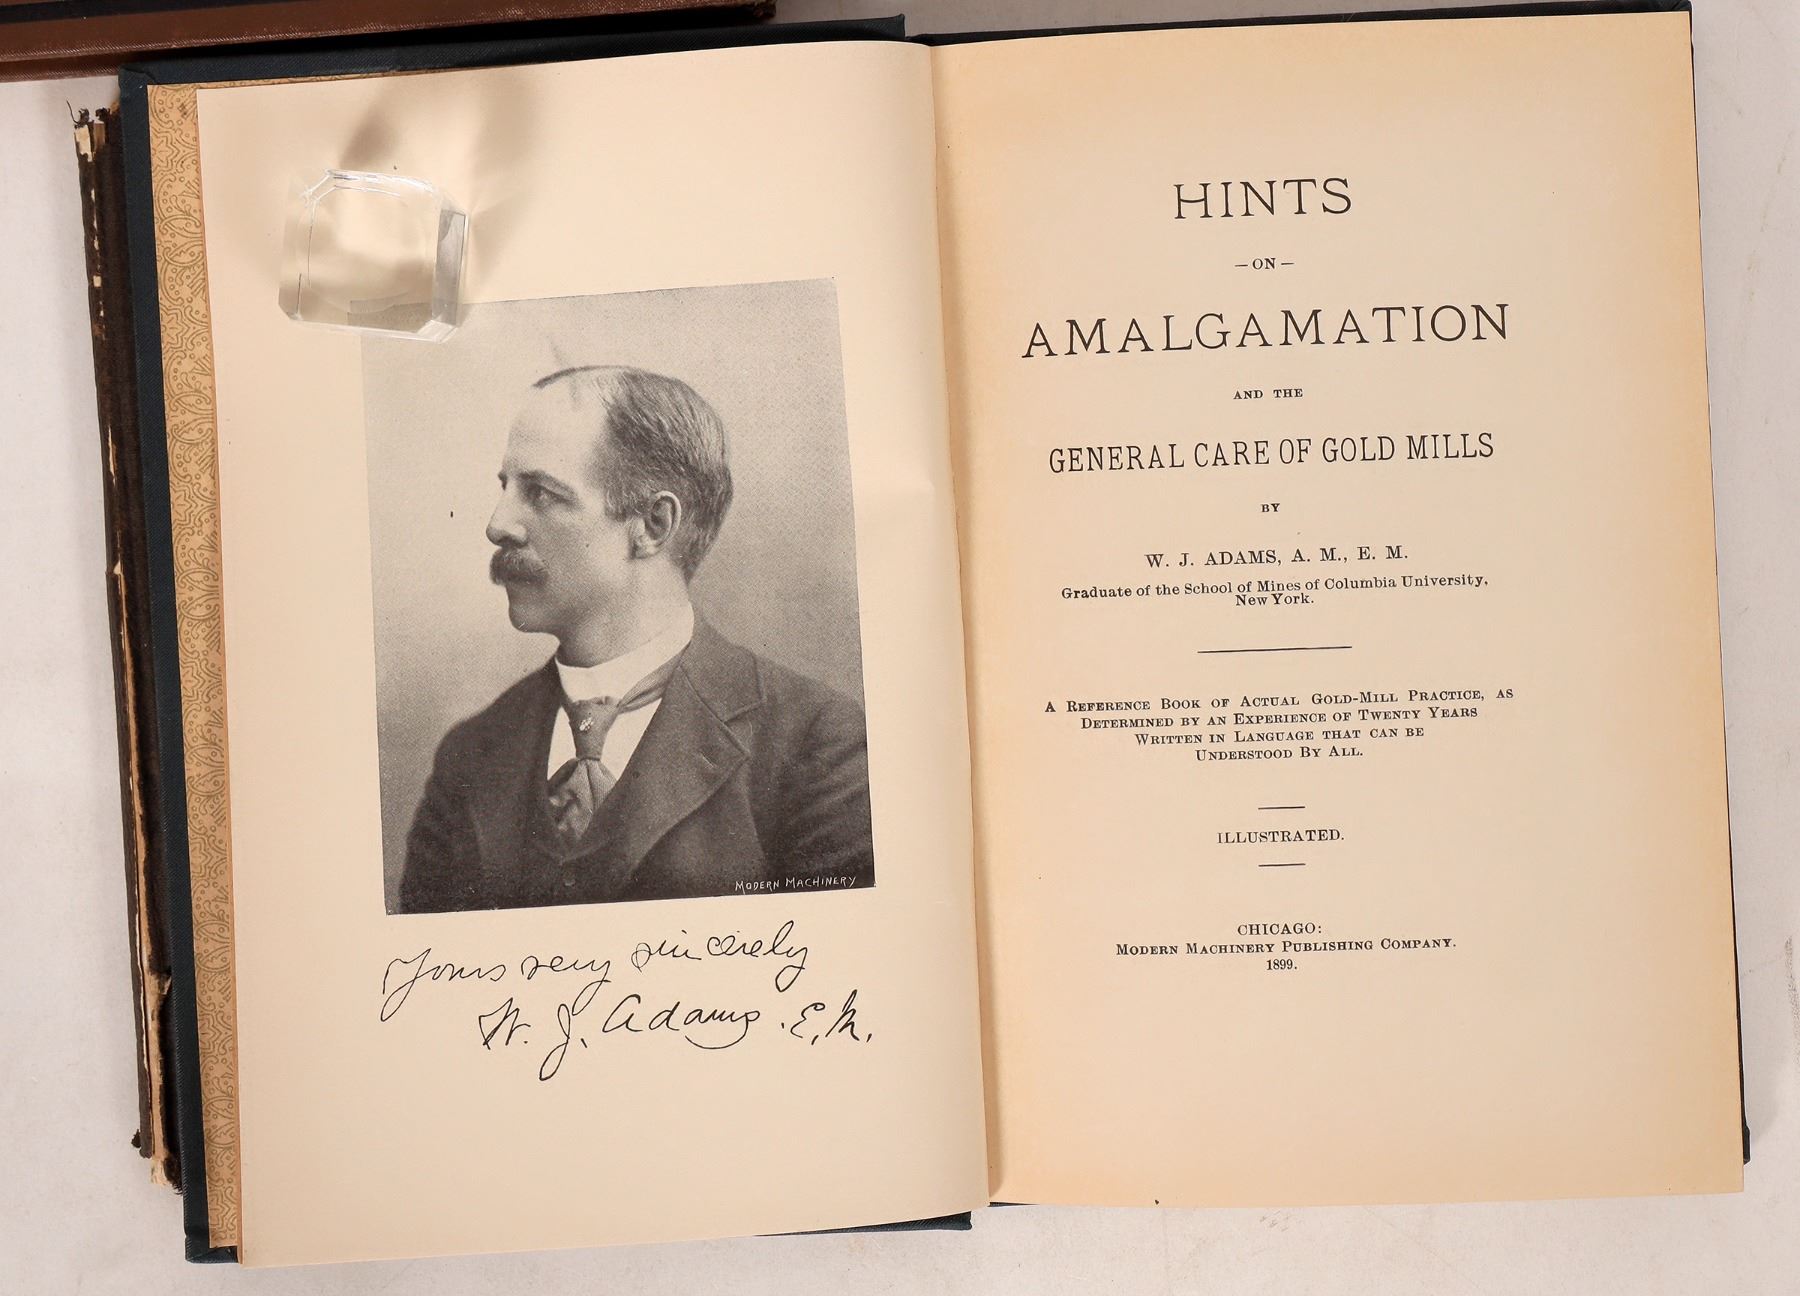 MODERN MACHINERY
Yours very sincerely
W. J. Adams. E. M.
HINTS
— ON —
AMALGAMATION
AND THE
GENERAL CARE OF GOLD MILLS
BY
W. J. ADAMS, A. M., E. M.
Graduate of the School of Mines of Columbia University,
New York.
A REFERENCE BOOK OF ACTUAL GOLD-MILL PRACTICE, AS
DETERMINED BY AN EXPERIENCE OF TWENTY YEARS
WRITTEN IN LANGUAGE THAT CAN BE
UNDERSTOOD BY ALL.
ILLUSTRATED.
CHICAGO:
MODERN MACHINERY PUBLISHING COMPANY.
1899.